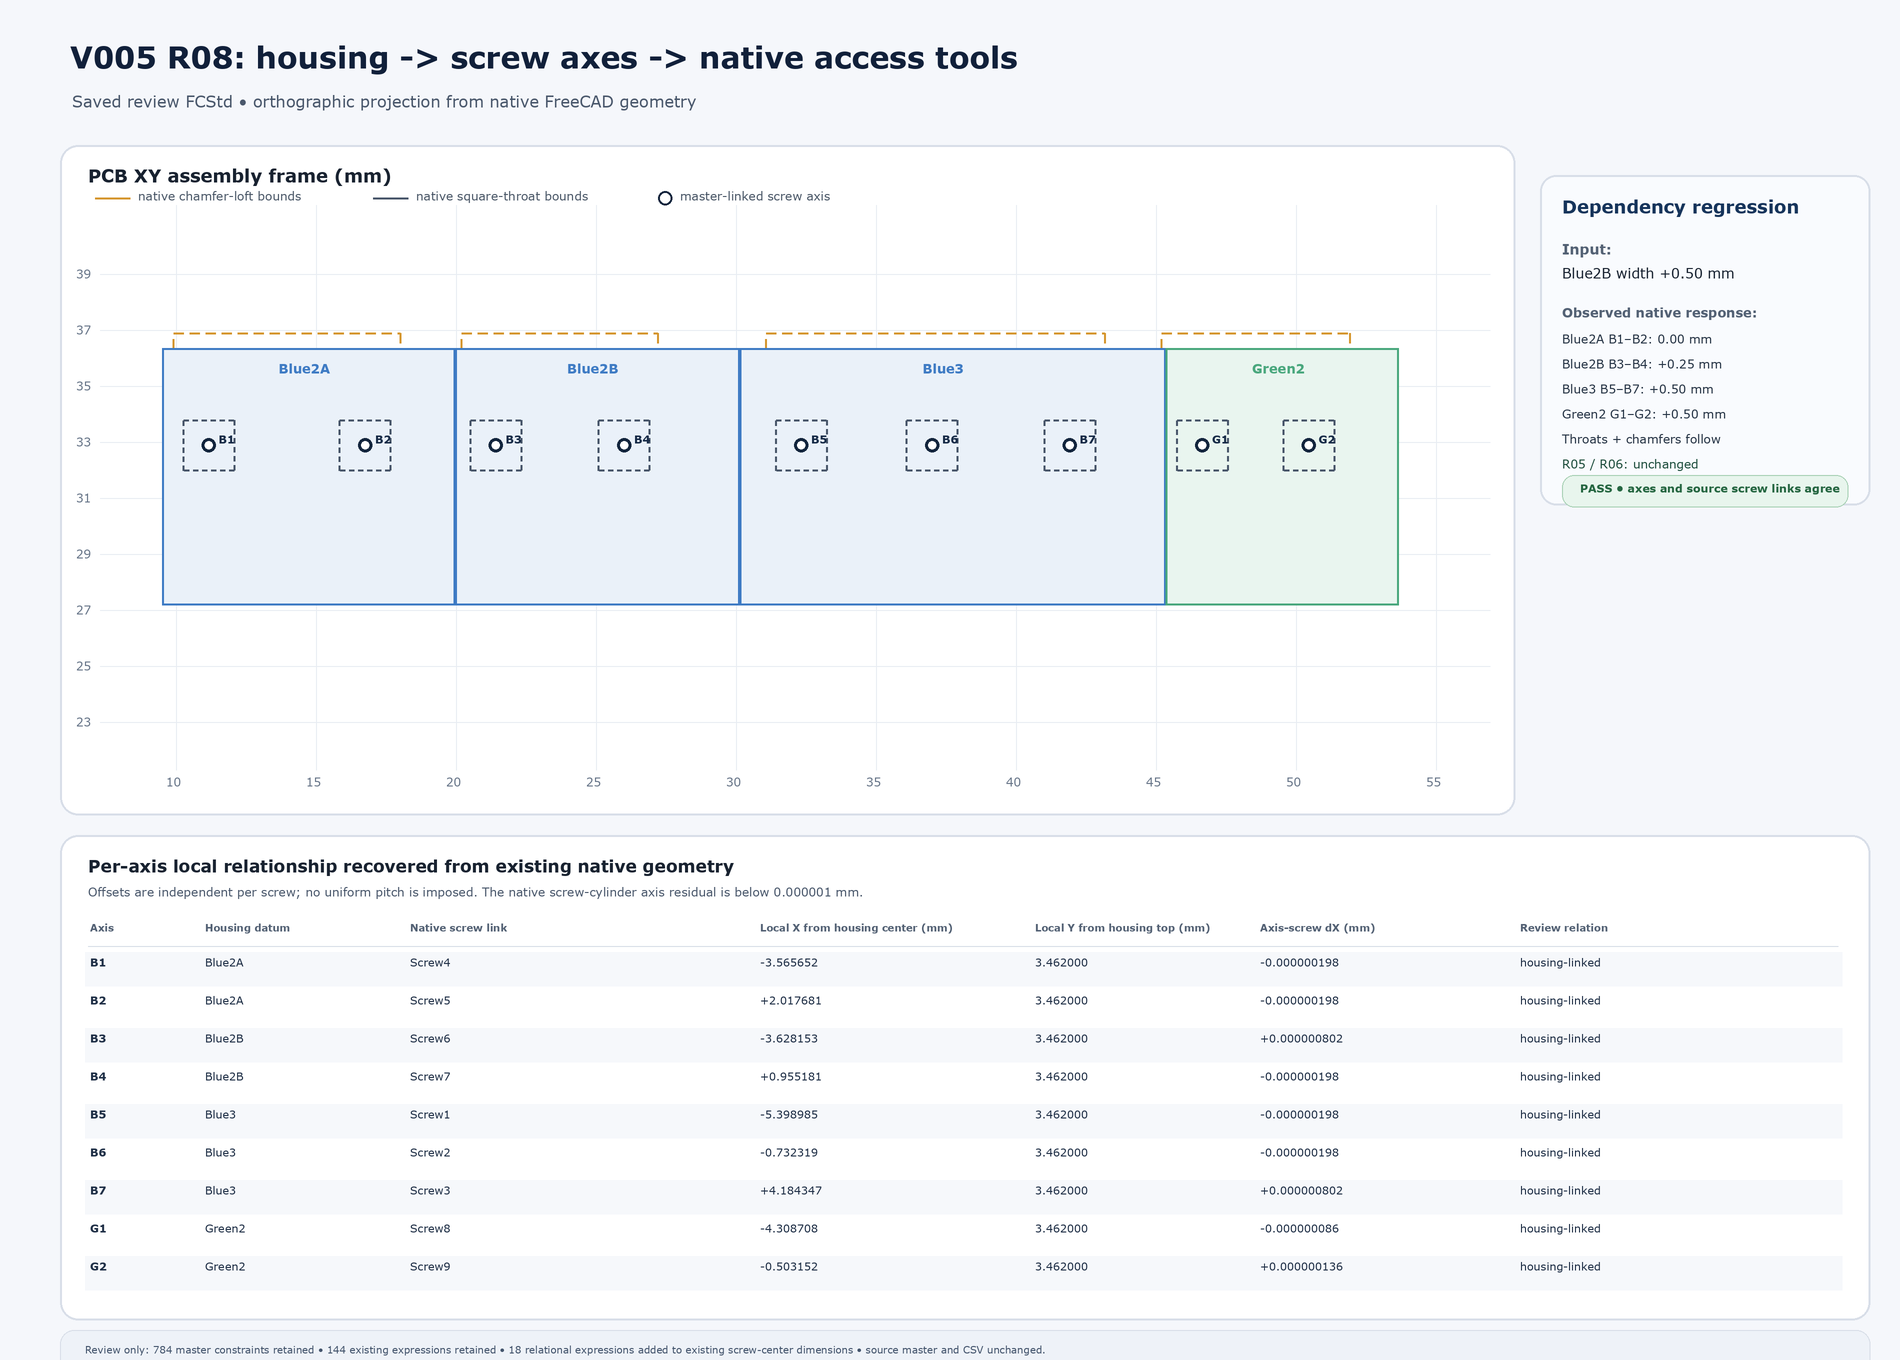 V005 R08: housing -> screw axes -> native access tools
Saved review FCStd • orthographic projection from native FreeCAD geometry
PCB XY assembly frame (mm)
native chamfer-loft bounds native square-throat bounds master-linked screw axis
39
37
35
33
31
29
27
25
23
Blue2A Blue2B Blue3 Green2
B1 B2 B3 B4 B5 B6 B7 G1 G2
10 15 20 25 30 35 40 45 50 55
Dependency regression
Input:
Blue2B width +0.50 mm
Observed native response:
Blue2A B1–B2: 0.00 mm
Blue2B B3–B4: +0.25 mm
Blue3 B5–B7: +0.50 mm
Green2 G1–G2: +0.50 mm
Throats + chamfers follow
R05 / R06: unchanged
PASS • axes and source screw links agree
Per-axis local relationship recovered from existing native geometry
Offsets are independent per screw; no uniform pitch is imposed. The native screw-cylinder axis residual is below 0.000001 mm.
Axis Housing datum Native screw link Local X from housing center (mm) Local Y from housing top (mm) Axis-screw dX (mm) Review relation
B1 Blue2A Screw4 -3.565652 3.462000 -0.000000198 housing-linked
B2 Blue2A Screw5 +2.017681 3.462000 -0.000000198 housing-linked
B3 Blue2B Screw6 -3.628153 3.462000 +0.000000802 housing-linked
B4 Blue2B Screw7 +0.955181 3.462000 -0.000000198 housing-linked
B5 Blue3 Screw1 -5.398985 3.462000 -0.000000198 housing-linked
B6 Blue3 Screw2 -0.732319 3.462000 -0.000000198 housing-linked
B7 Blue3 Screw3 +4.184347 3.462000 +0.000000802 housing-linked
G1 Green2 Screw8 -4.308708 3.462000 -0.000000086 housing-linked
G2 Green2 Screw9 -0.503152 3.462000 +0.000000136 housing-linked
Review only: 784 master constraints retained • 144 existing expressions retained • 18 relational expressions added to existing screw-center dimensions • source master and CSV unchanged.